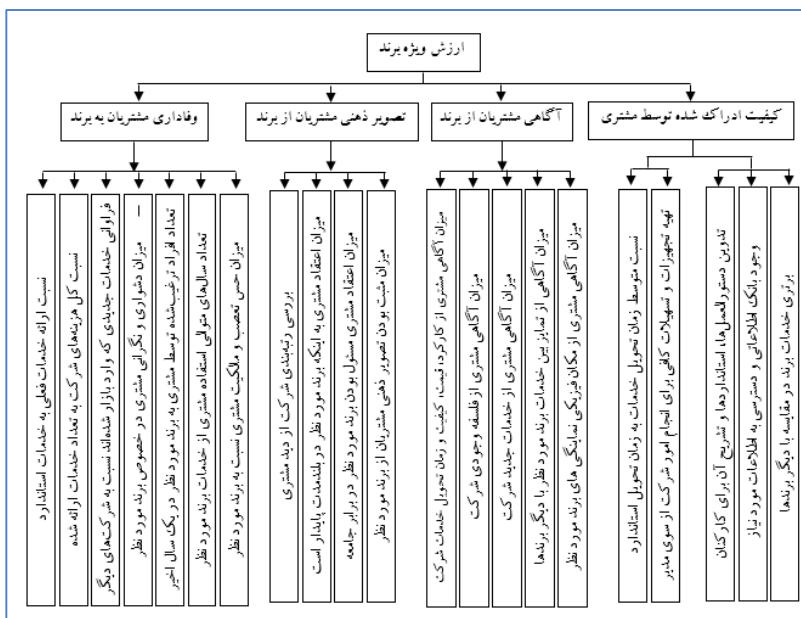 ارزش ویژه برند
کیفیت ادراک شده توسط مشتری
آگاهی مشتریان از برند
تصویر ذهنی مشتریان از برند
وفاداری مشتریان به برند
برتری خدمات برند در مقایسه با دیگر برندها
وجود بانک اطلاعاتی و دسترسی به اطلاعات مورد نیاز
تدوین دستورالعمل‌ها، استانداردها و تشریح آن برای کارکنان
تهیه تجهیزات و تسهیلات کافی برای انجام امور شرکت از سوی مدیر
نسبت متوسط زمان تحویل خدمات به زمان تحویل استاندارد
میزان آگاهی مشتری از مکان فیزیکی نمایندگی های برند مورد نظر
میزان آگاهی از تمایز بین خدمات برند مورد نظر با دیگر برندها
میزان آگاهی مشتری از خدمات جدید شرکت
میزان آگاهی مشتری از فلسفه وجودی شرکت
میزان آگاهی مشتری از کارکرد، قیمت، کیفیت و زمان تحویل خدمات شرکت
میزان مثبت بودن تصویر ذهنی مشتریان از برند مورد نظر
میزان اعتقاد مشتری مسئول بودن برند مورد نظر در برابر جامعه
میزان اعتقاد مشتری به اینکه برند مورد نظر در بلندمدت پایدار است
بررسی رتبه‌بندی شرکت از دید مشتری
میزان حس تعصب و مالکیت مشتری نسبت به برند مورد نظر
تعداد سال‌های متوالی استفاده مشتری از خدمات برند مورد نظر
تعداد افراد ترغیب‌شده توسط مشتری به برند مورد نظر در یک سال اخیر
– میزان دشواری و نگرانی مشتری در خصوص برند مورد نظر
فراوانی خدمات جدیدی که وارد بازار شده‌اند نسبت به شرکت‌های دیگر
نسبت کل هزینه‌های شرکت به تعداد خدمات ارائه شده
نسبت ارائه خدمات فعلی به خدمات استاندارد